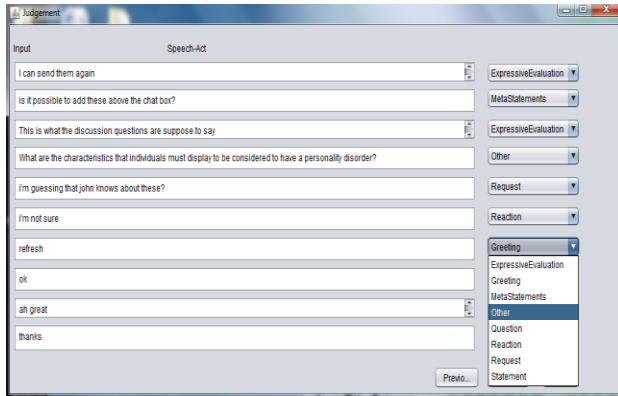 Judgement
Input Speech-Act
I can send them again ExpressiveEvaluation
is it possible to add these above the chat box? MetaStatements
This is what the discussion questions are suppose to say ExpressiveEvaluation
What are the characteristics that individuals must display to be considered to have a personality disorder? Other
i'm guessing that john knows about these? Request
i'm not sure Reaction
refresh Greeting
ExpressiveEvaluation
ok
Greeting
MetaStatements
ah great
Other
Question
thanks
Reaction
Request
Previo... Statement